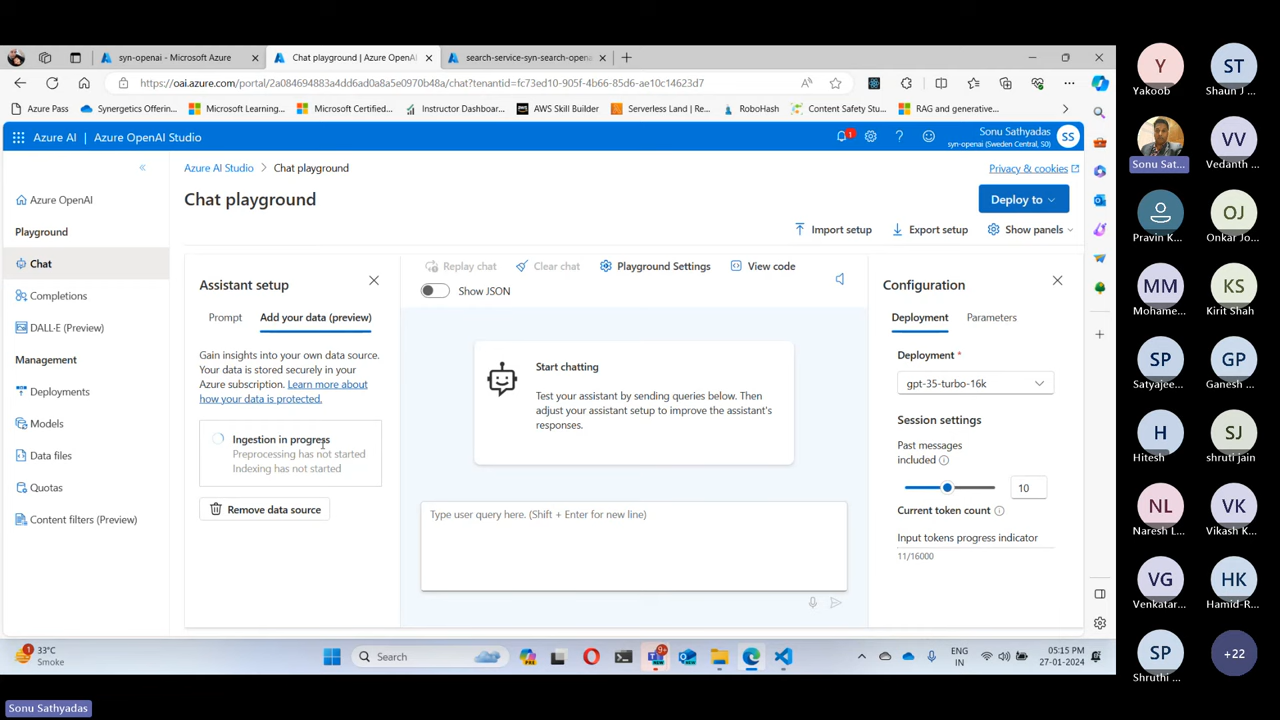 syn-openai - Microsoft Azure
Chat playground | Azure OpenAI
search-service-syn-search-opena
https://oai.azure.com/portal/2a084694883a4dd6ad0a8a5e0970b48a/chat?tenantid=fc73ed10-905f-4b66-85d6-ae10c14623d7
Azure Pass
Synergetics Offerin...
Microsoft Learning...
Microsoft Certified...
Instructor Dashboar...
AWS Skill Builder
Serverless Land | Re...
RoboHash
Content Safety Stu...
RAG and generative...
Azure AI | Azure OpenAI Studio
1
Sonu Sathyadas
syn-openai (Sweden Central, S0)
SS
Azure AI Studio > Chat playground
Privacy & cookies
Chat playground
Deploy to
Import setup
Export setup
Show panels
Azure OpenAI
Playground
Chat
Completions
DALL·E (Preview)
Management
Deployments
Models
Data files
Quotas
Content filters (Preview)
Assistant setup
Prompt
Add your data (preview)
Gain insights into your own data source.
Your data is stored securely in your
Azure subscription. Learn more about
how your data is protected.
Ingestion in progress
Preprocessing has not started
Indexing has not started
Remove data source
Replay chat
Clear chat
Playground Settings
View code
Show JSON
Start chatting
Test your assistant by sending queries below. Then
adjust your assistant setup to improve the assistant's
responses.
Type user query here. (Shift + Enter for new line)
Configuration
Deployment
Parameters
Deployment *
gpt-35-turbo-16k
Session settings
Past messages
included
10
Current token count
Input tokens progress indicator
11/16000
1
33°C
Smoke
Search
9+
ENG
IN
05:15 PM
27-01-2024
Y
Yakoob
ST
Shaun J ...
Sonu Sat...
VV
Vedanth ...
Pravin K...
OJ
Onkar Jo...
MM
Mohame...
KS
Kirit Shah
SP
Satyajee...
GP
Ganesh ...
H
Hitesh
SJ
shruti jain
NL
Naresh L...
VK
Vikash K...
VG
Venkatar...
HK
Hamid-R...
SP
Shruthi ...
+22
Sonu Sathyadas